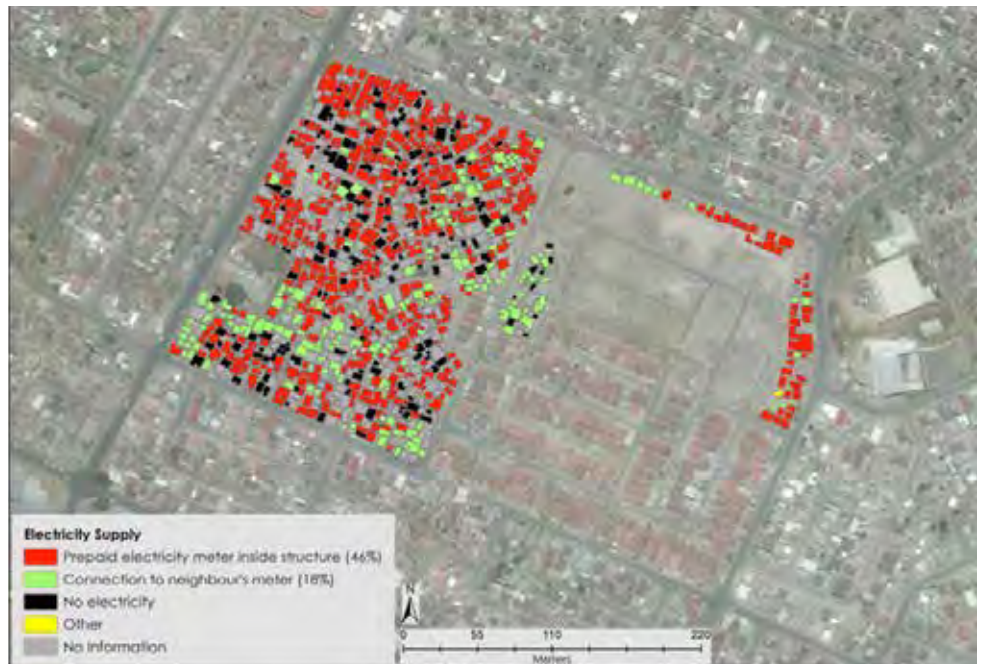 Electricity Supply
Prepaid electricity meter inside structure (46%)
Connection to neighbour's meter (18%)
No electricity
Other
No Information
N
0 55 110 220
Meters